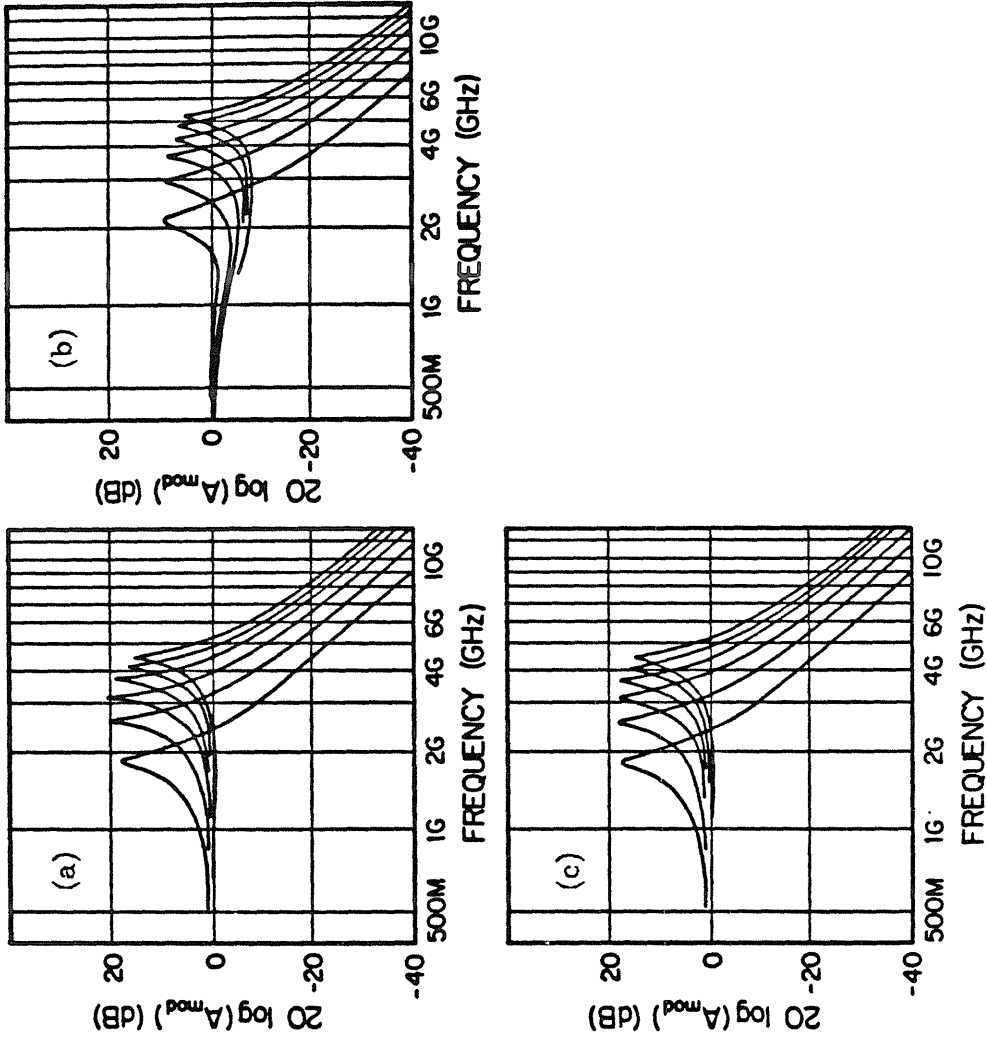 (a)
20
0
-20
-40
20 log(A_mod) (dB)
500M 1G 2G 4G 6G 10G
FREQUENCY (GHz)
(b)
20
0
-20
-40
20 log(A_mod) (dB)
500M 1G 2G 4G 6G 10G
FREQUENCY (GHz)
(c)
20
0
-20
-40
20 log(A_mod) (dB)
500M 1G 2G 4G 6G 10G
FREQUENCY (GHz)